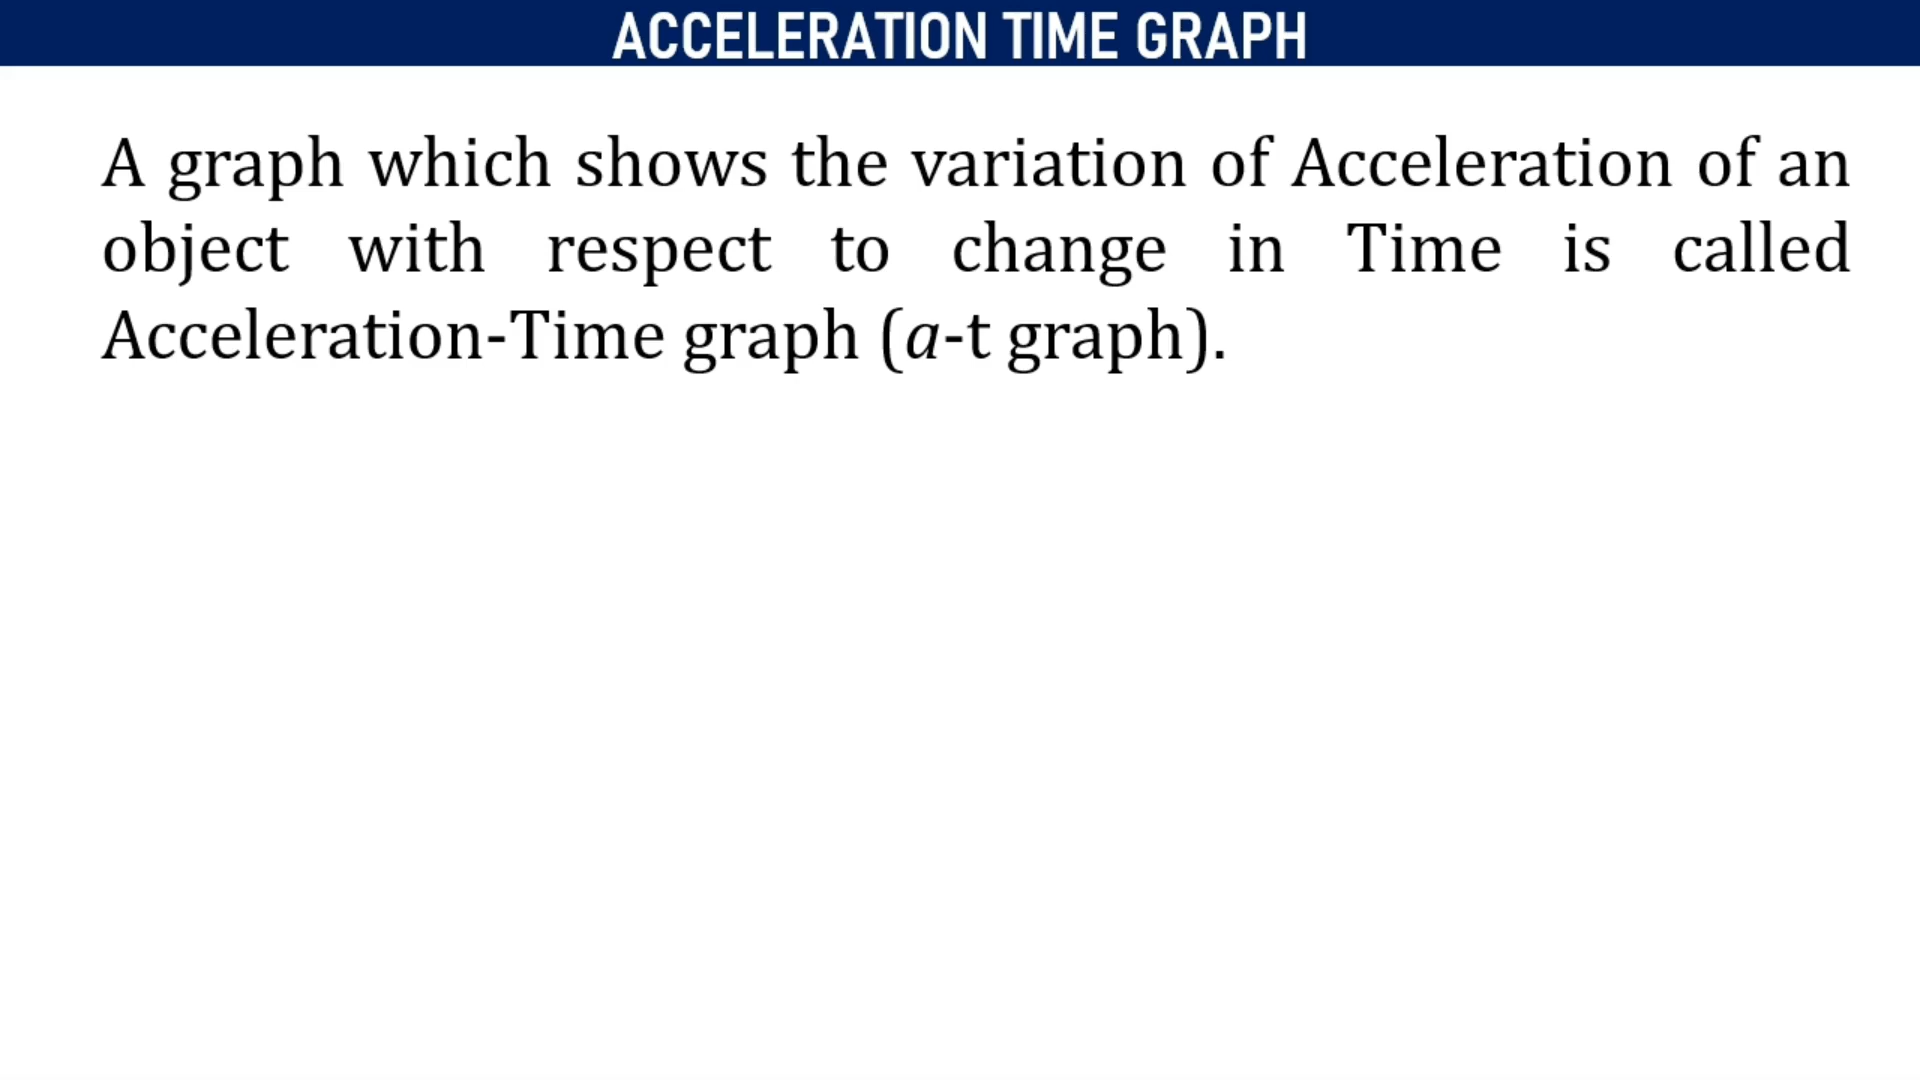 ACCELERATION TIME GRAPH
A graph which shows the variation of Acceleration of an
object with respect to change in Time is called
Acceleration-Time graph (a-t graph).